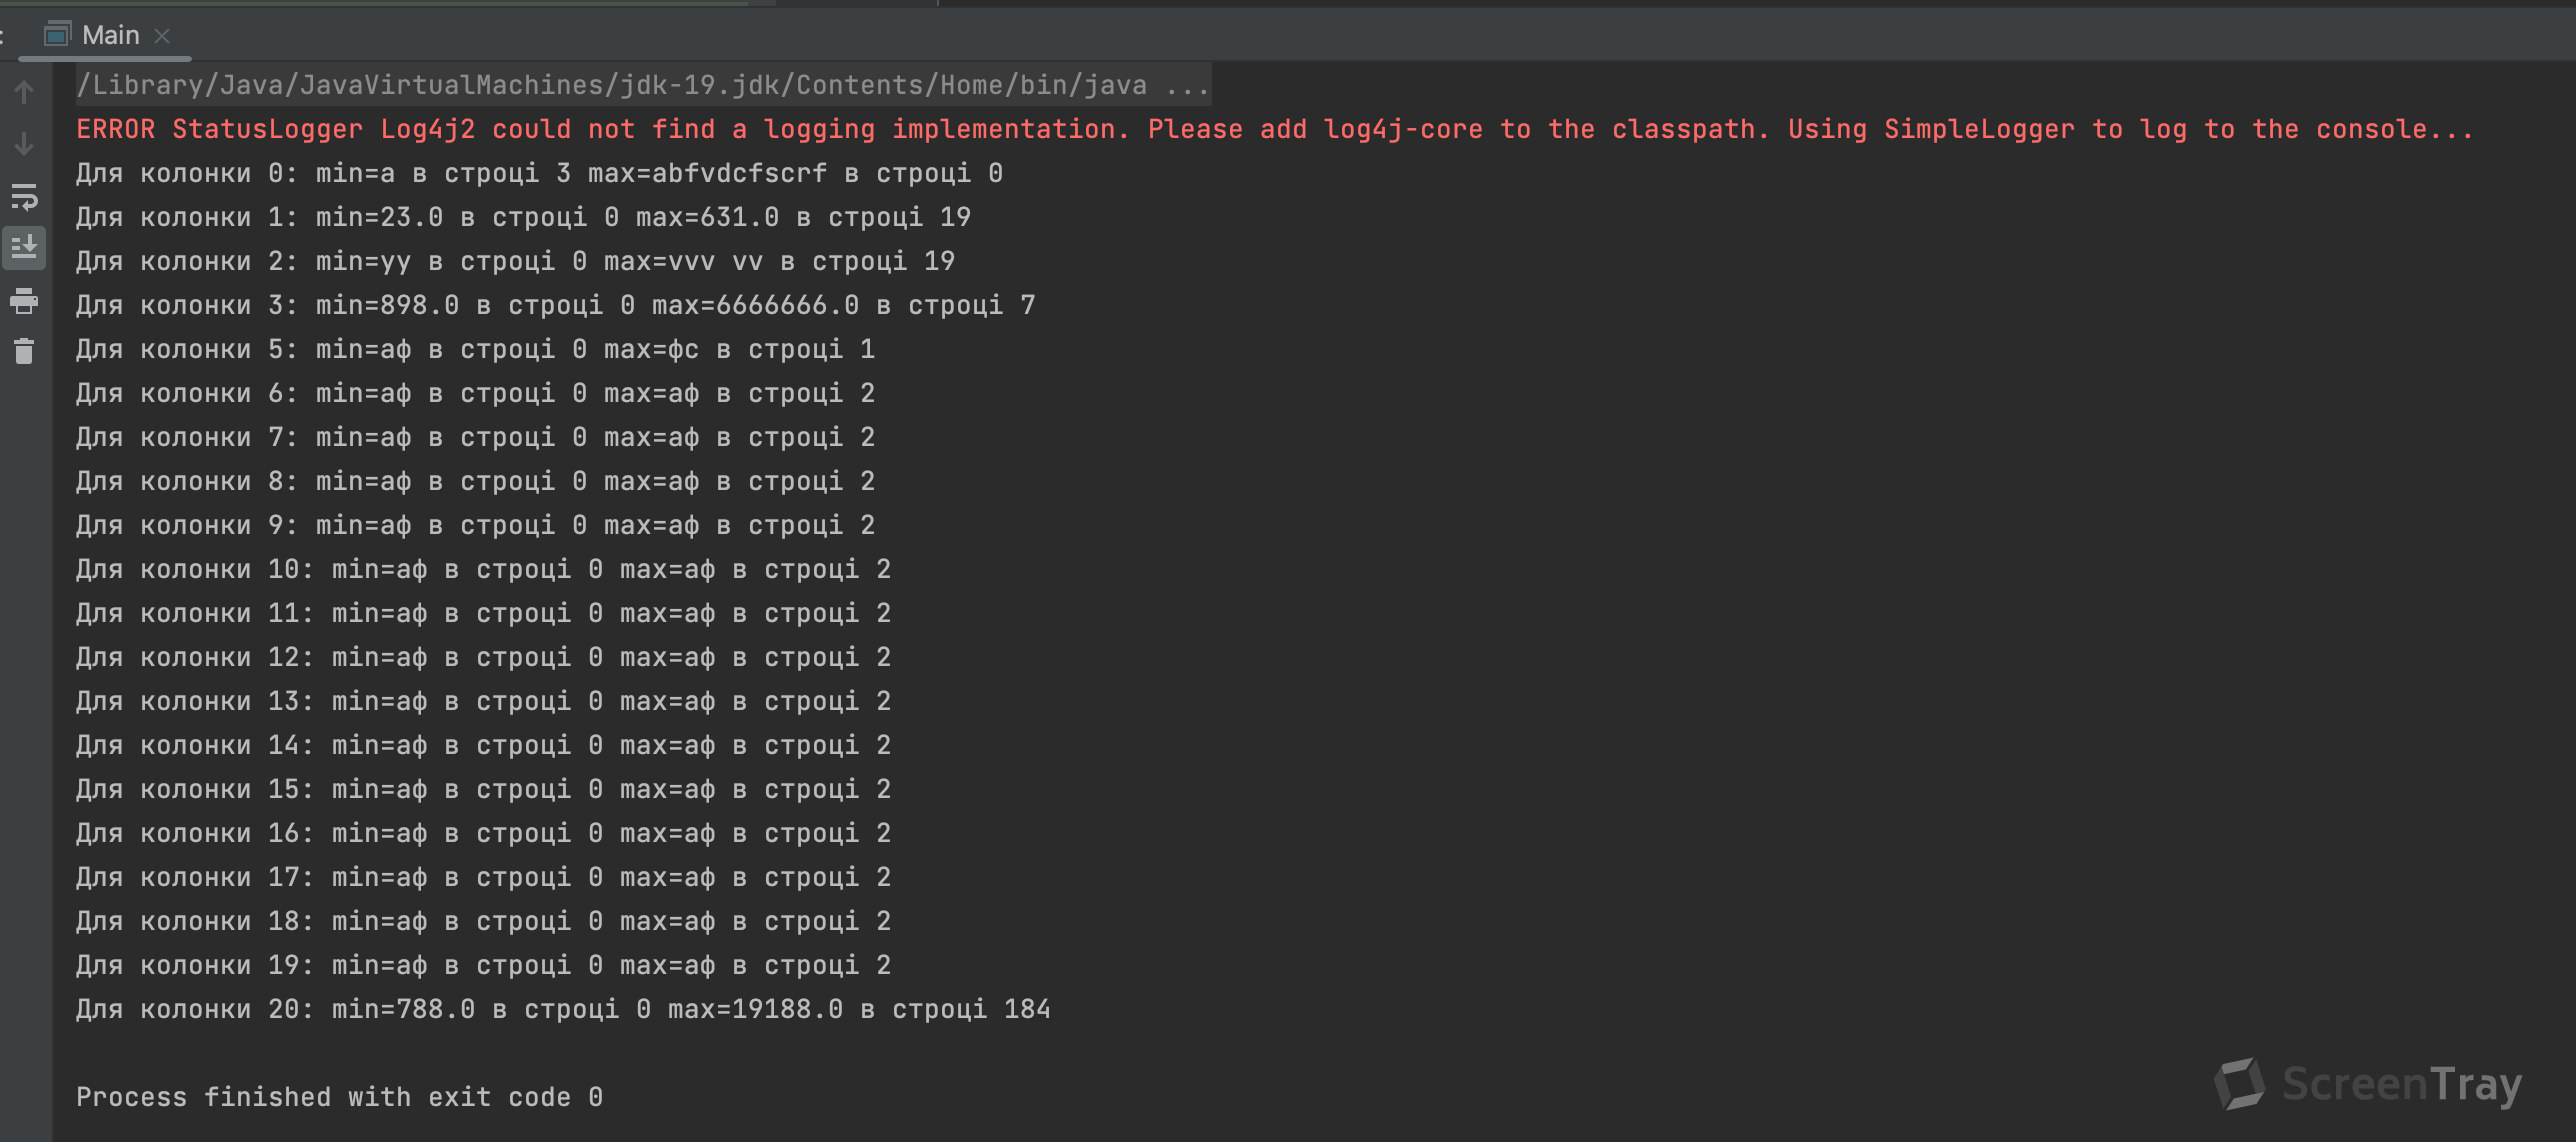 Main
/Library/Java/JavaVirtualMachines/jdk-19.jdk/Contents/Home/bin/java ...
ERROR StatusLogger Log4j2 could not find a logging implementation. Please add log4j-core to the classpath. Using SimpleLogger to log to the console...
Для колонки 0: min=a в строці 3 max=abfvdcfscrf в строці 0
Для колонки 1: min=23.0 в строці 0 max=631.0 в строці 19
Для колонки 2: min=yy в строці 0 max=vvv vv в строці 19
Для колонки 3: min=898.0 в строці 0 max=6666666.0 в строці 7
Для колонки 5: min=аф в строці 0 max=фс в строці 1
Для колонки 6: min=аф в строці 0 max=аф в строці 2
Для колонки 7: min=аф в строці 0 max=аф в строці 2
Для колонки 8: min=аф в строці 0 max=аф в строці 2
Для колонки 9: min=аф в строці 0 max=аф в строці 2
Для колонки 10: min=аф в строці 0 max=аф в строці 2
Для колонки 11: min=аф в строці 0 max=аф в строці 2
Для колонки 12: min=аф в строці 0 max=аф в строці 2
Для колонки 13: min=аф в строці 0 max=аф в строці 2
Для колонки 14: min=аф в строці 0 max=аф в строці 2
Для колонки 15: min=аф в строці 0 max=аф в строці 2
Для колонки 16: min=аф в строці 0 max=аф в строці 2
Для колонки 17: min=аф в строці 0 max=аф в строці 2
Для колонки 18: min=аф в строці 0 max=аф в строці 2
Для колонки 19: min=аф в строці 0 max=аф в строці 2
Для колонки 20: min=788.0 в строці 0 max=19188.0 в строці 184
Process finished with exit code 0
ScreenTray